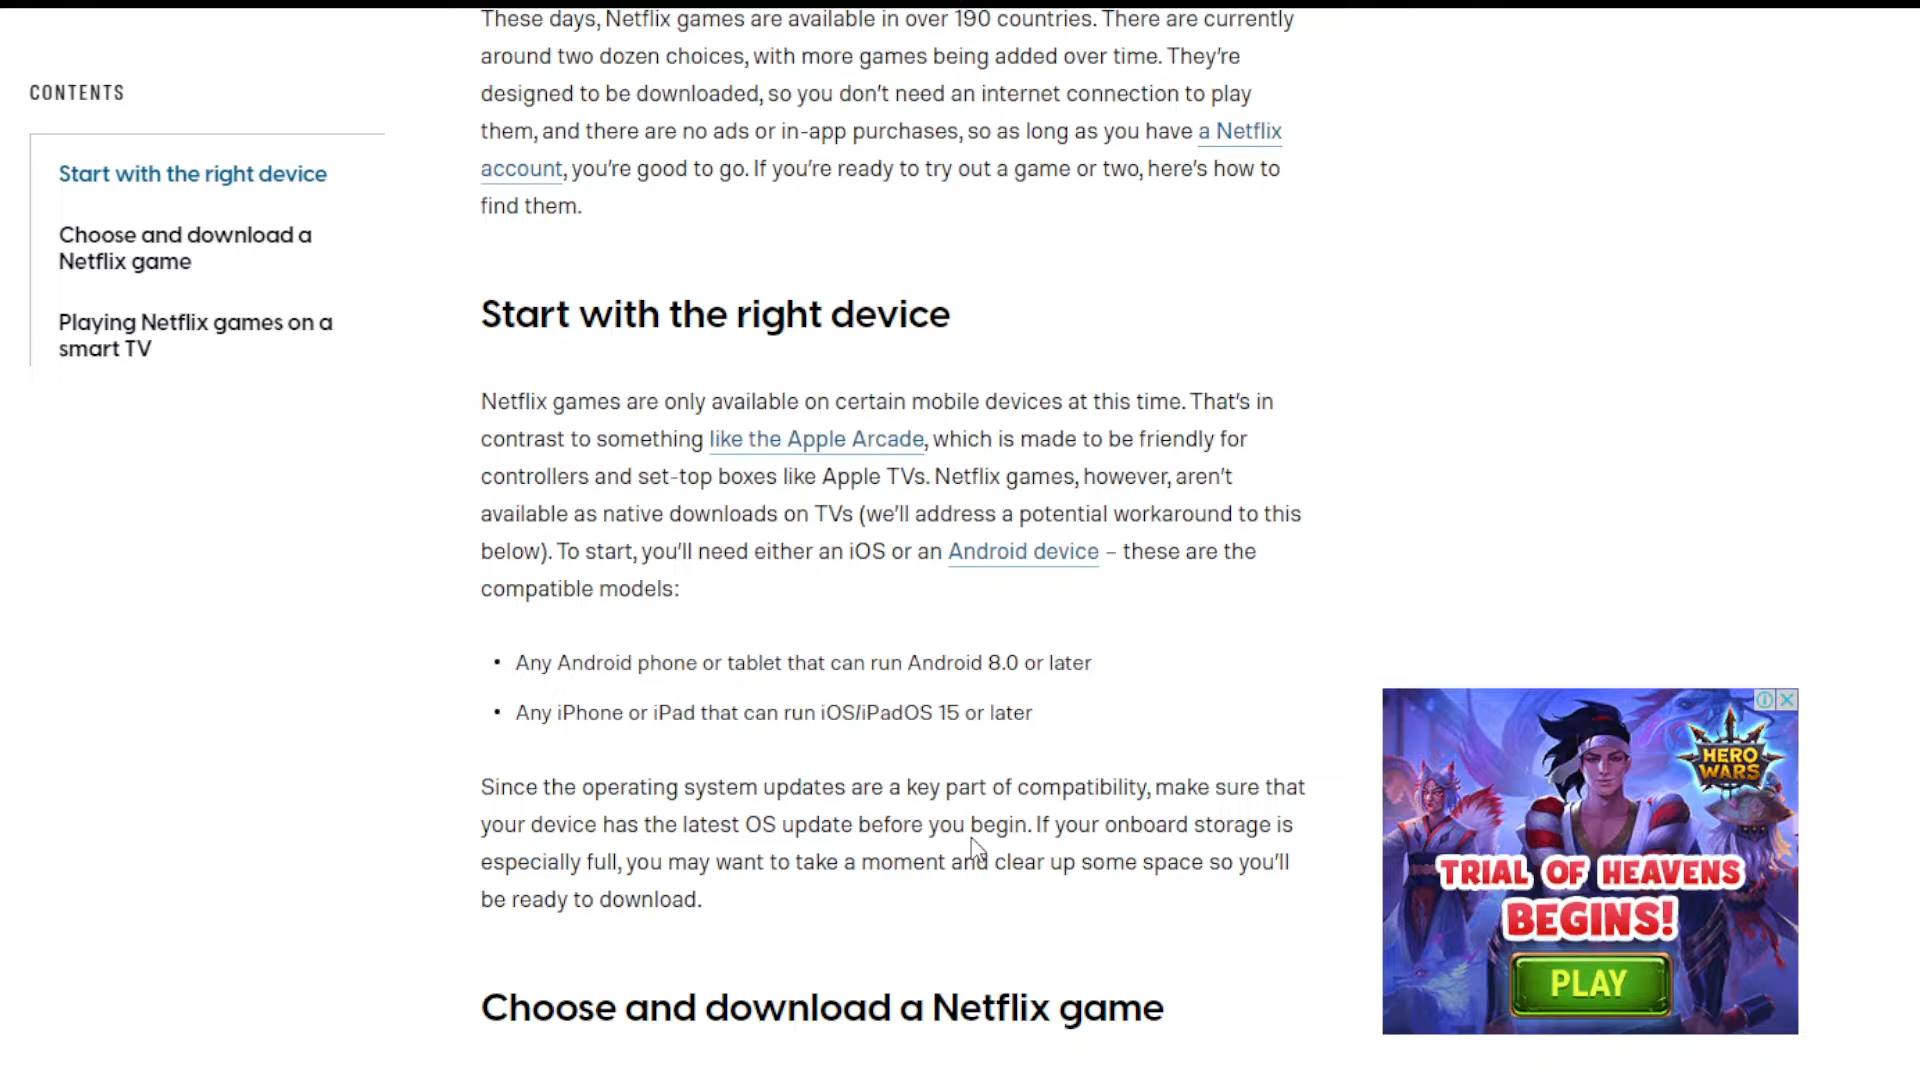 These days, Netflix games are available in over 190 countries. There are currently
around two dozen choices, with more games being added over time. They’re
designed to be downloaded, so you don’t need an internet connection to play
them, and there are no ads or in-app purchases, so as long as you have a Netflix
account, you’re good to go. If you’re ready to try out a game or two, here’s how to
find them.
CONTENTS
Start with the right device
Choose and download a
Netflix game
Playing Netflix games on a
smart TV
Start with the right device
Netflix games are only available on certain mobile devices at this time. That’s in
contrast to something like the Apple Arcade, which is made to be friendly for
controllers and set-top boxes like Apple TVs. Netflix games, however, aren’t
available as native downloads on TVs (we’ll address a potential workaround to this
below). To start, you’ll need either an iOS or an Android device – these are the
compatible models:
• Any Android phone or tablet that can run Android 8.0 or later
• Any iPhone or iPad that can run iOS/iPadOS 15 or later
Since the operating system updates are a key part of compatibility, make sure that
your device has the latest OS update before you begin. If your onboard storage is
especially full, you may want to take a moment and clear up some space so you’ll
be ready to download.
Choose and download a Netflix game
HERO
WARS
TRIAL OF HEAVENS
BEGINS!
PLAY